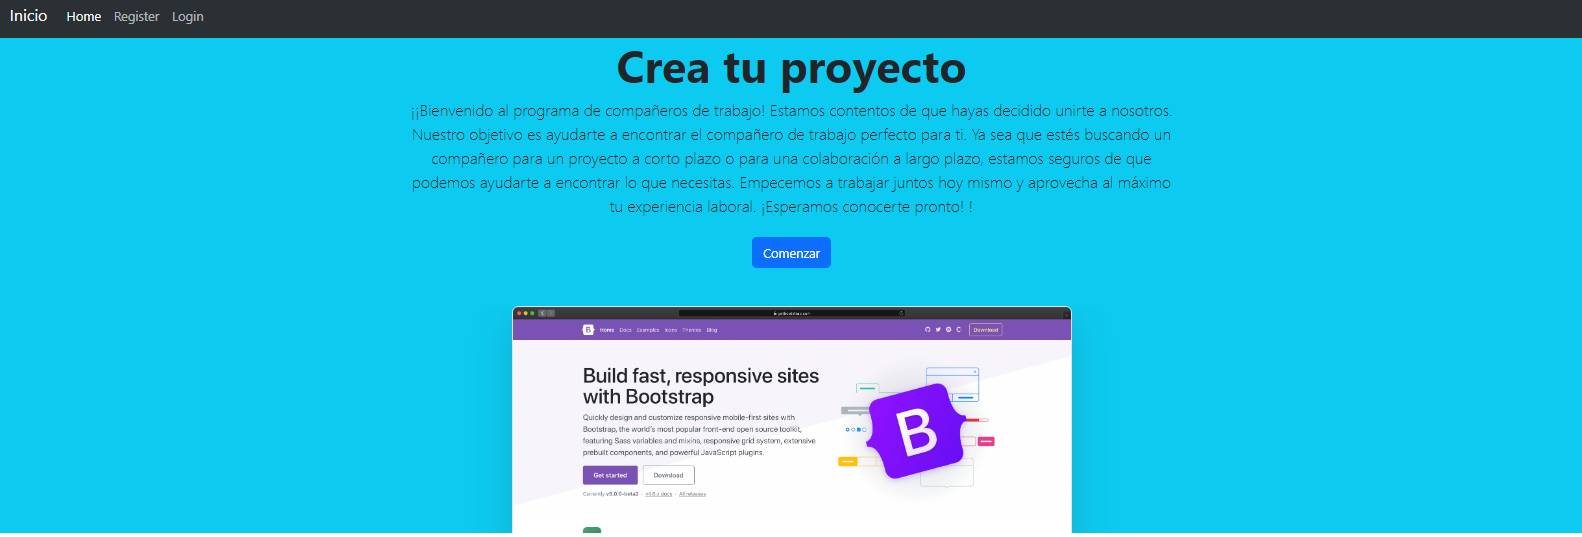 Inicio Home Register Login
Crea tu proyecto
¡¡Bienvenido al programa de compañeros de trabajo! Estamos contentos de que hayas decidido unirte a nosotros.
Nuestro objetivo es ayudarte a encontrar el compañero de trabajo perfecto para ti. Ya sea que estés buscando un
compañero para un proyecto a corto plazo o para una colaboración a largo plazo, estamos seguros de que
podemos ayudarte a encontrar lo que necesitas. Empecemos a trabajar juntos hoy mismo y aprovecha al máximo
tu experiencia laboral. ¡Esperamos conocerte pronto! !
Comenzar
B Home Docs Examples Icons Themes Blog Download
Build fast, responsive sites
with Bootstrap
Quickly design and customize responsive mobile-first sites with
Bootstrap, the world's most popular front-end open source toolkit,
featuring Sass variables and mixins, responsive grid system, extensive
prebuilt components, and powerful JavaScript plugins.
Get started Download
Currently v5.0.0-beta2 · v4.6.x docs · All releases
B